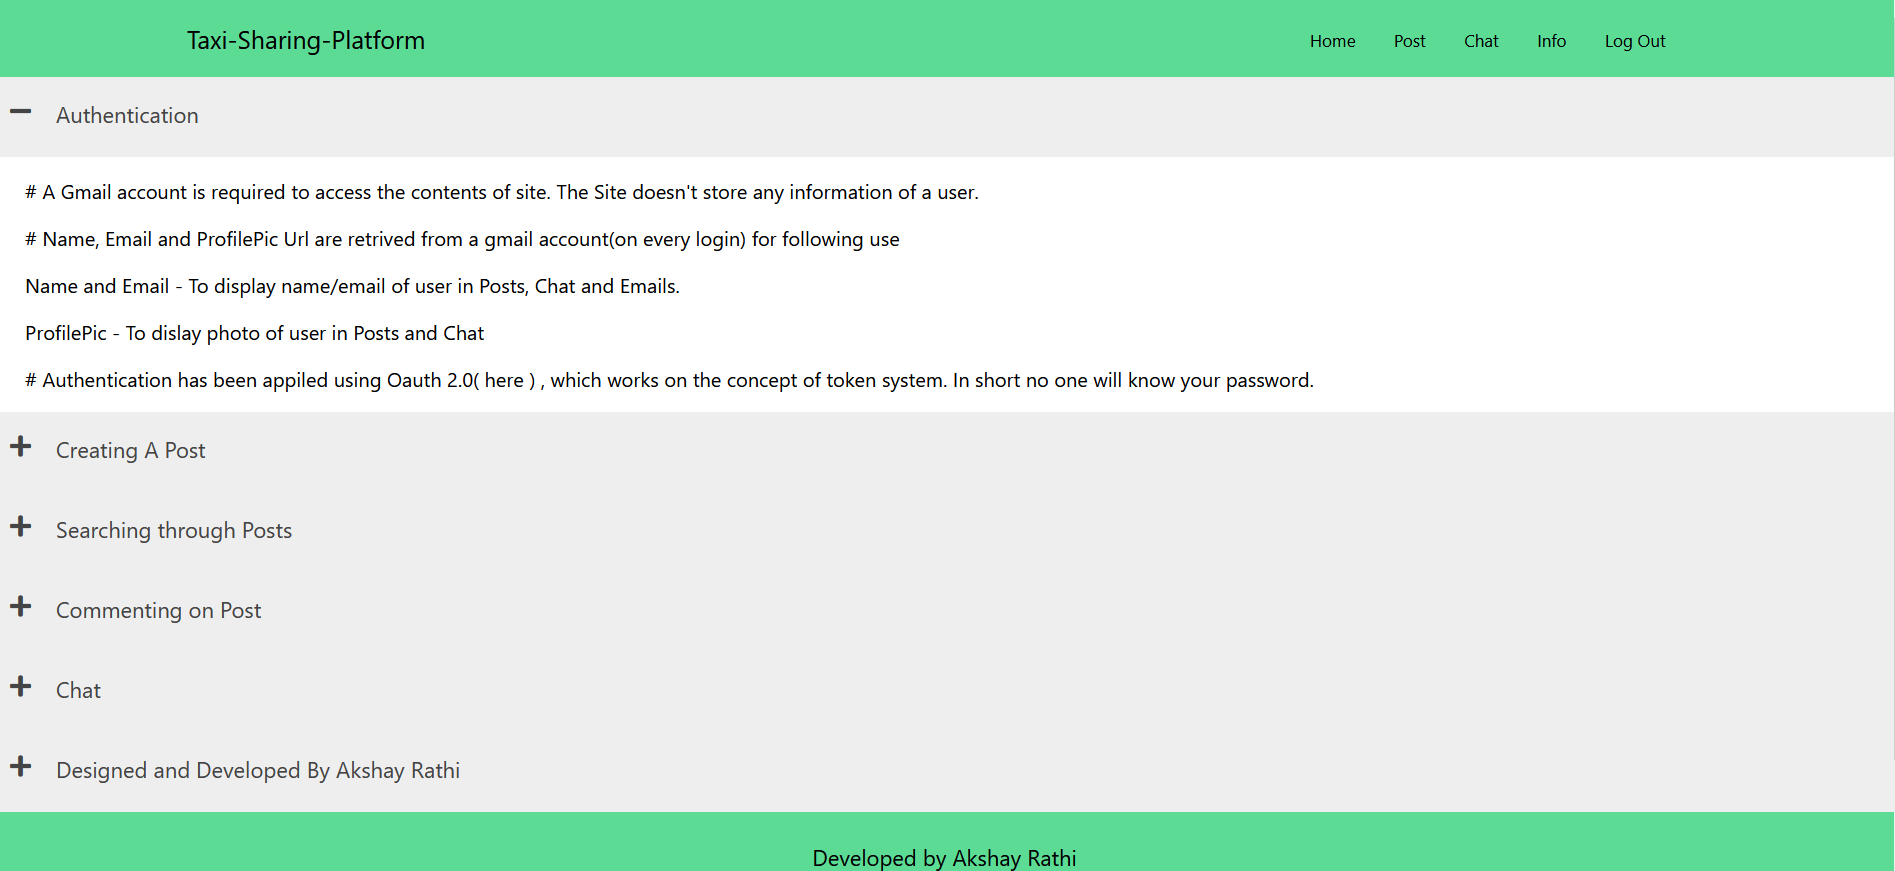 Taxi-Sharing-Platform
Home Post Chat Info Log Out
Authentication
# A Gmail account is required to access the contents of site. The Site doesn't store any information of a user.
# Name, Email and ProfilePic Url are retrived from a gmail account(on every login) for following use
Name and Email - To display name/email of user in Posts, Chat and Emails.
ProfilePic - To dislay photo of user in Posts and Chat
# Authentication has been appiled using Oauth 2.0( here ) , which works on the concept of token system. In short no one will know your password.
Creating A Post
Searching through Posts
Commenting on Post
Chat
Designed and Developed By Akshay Rathi
Developed by Akshay Rathi